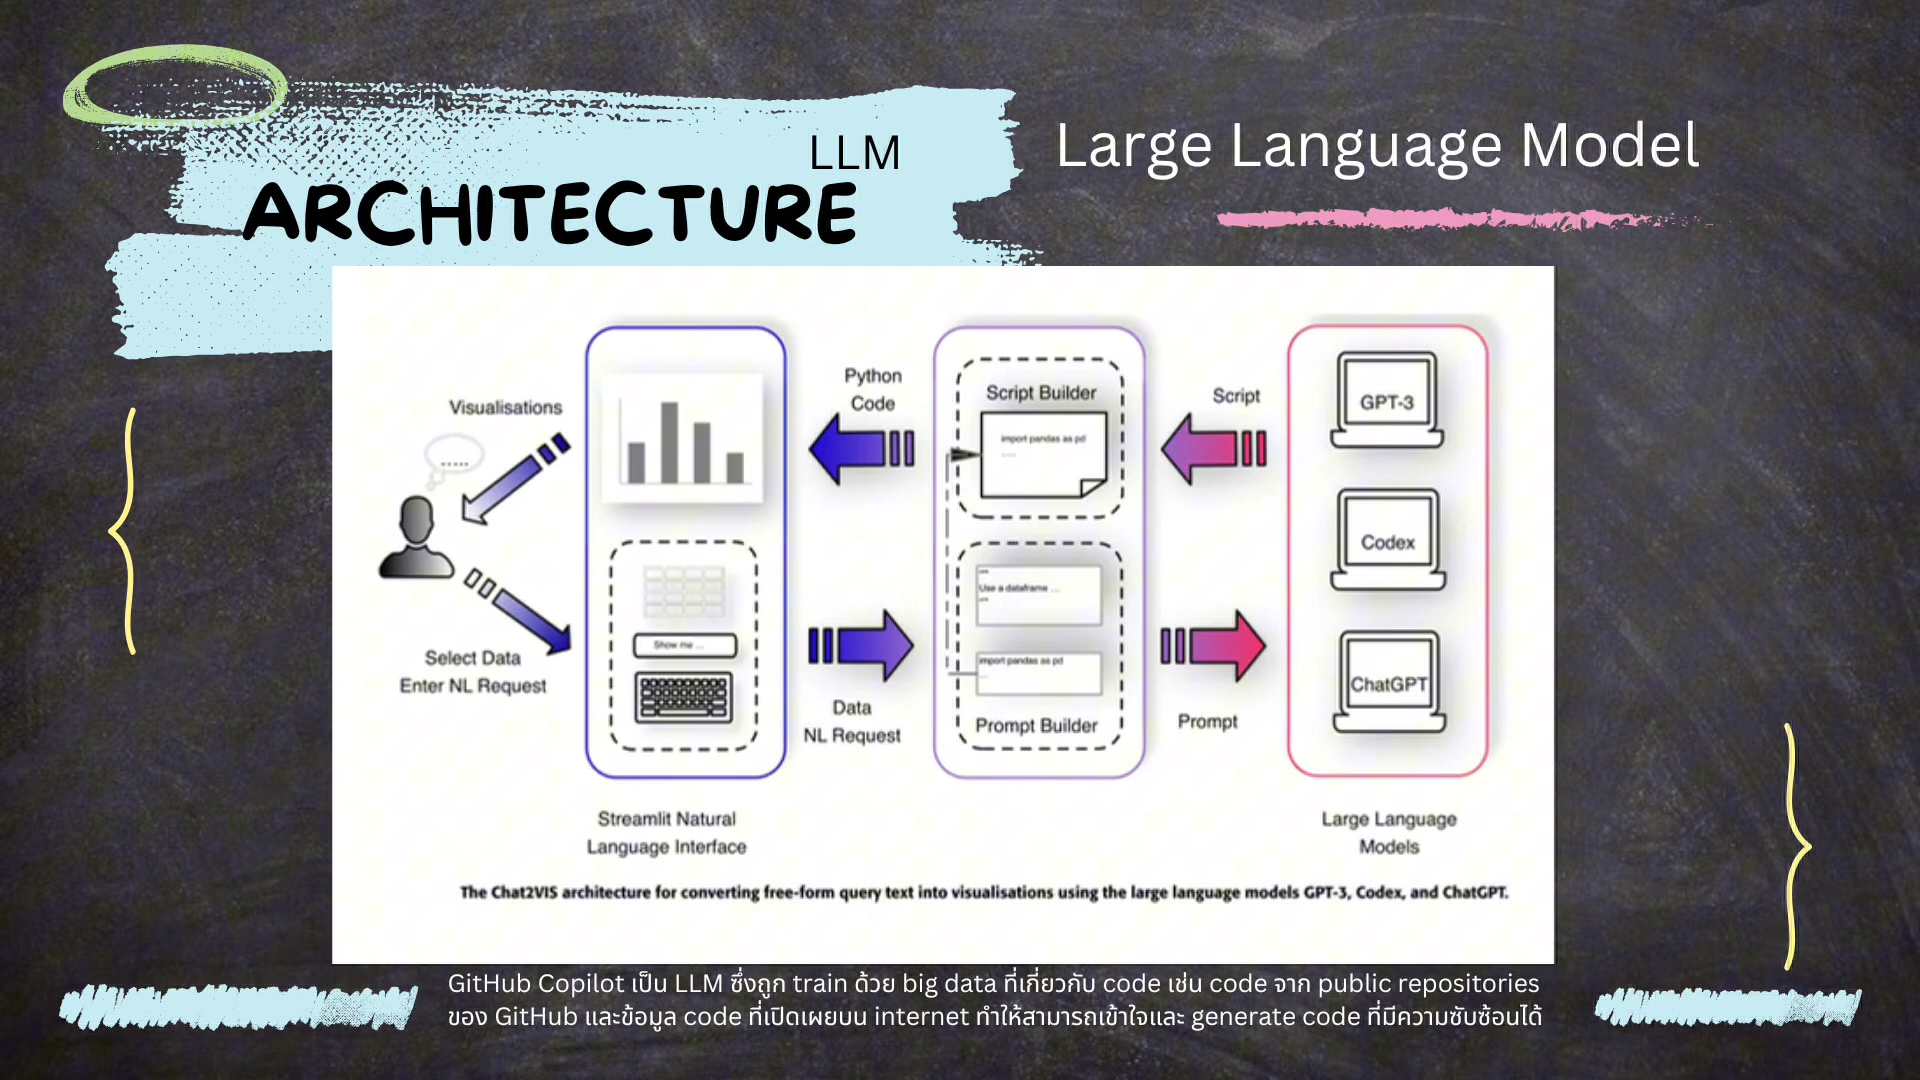 LLM
ARCHITECTURE
Large Language Model
Visualisations
.....
Select Data
Enter NL Request
Show me ...
Streamlit Natural
Language Interface
Python
Code
Data
NL Request
Script Builder
import pandas as pd
.....
Use a dataframe ...
import pandas as pd
...
Prompt Builder
Script
Prompt
GPT-3
Codex
ChatGPT
Large Language
Models
The Chat2VIS architecture for converting free-form query text into visualisations using the large language models GPT-3, Codex, and ChatGPT.
GitHub Copilot เป็น LLM ซึ่งถูก train ด้วย big data ที่เกี่ยวกับ code เช่น code จาก public repositories
ของ GitHub และข้อมูล code ที่เปิดเผยบน internet ทำให้สามารถเข้าใจและ generate code ที่มีความซับซ้อนได้